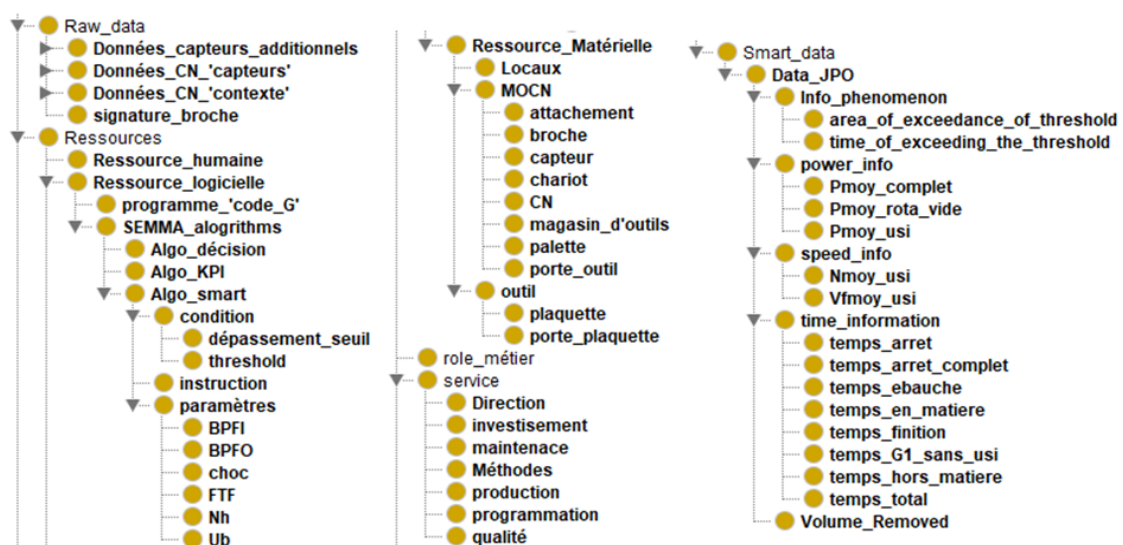 Raw_data
Données_capteurs_additionnels
Données_CN_'capteurs'
Données_CN_'contexte'
signature_broche
Ressources
Ressource_humaine
Ressource_logicielle
programme_'code_G'
SEMMA_alogrithms
Algo_décision
Algo_KPI
Algo_smart
condition
dépassement_seuil
threshold
instruction
paramètres
BPFI
BPFO
choc
FTF
Nh
Ub
Ressource_Matérielle
Locaux
MOCN
attachement
broche
capteur
chariot
CN
magasin_d'outils
palette
porte_outil
outil
plaquette
porte_plaquette
role_métier
service
Direction
investisement
maintenace
Méthodes
production
programmation
qualité
Smart_data
Data_JPO
Info_phenomenon
area_of_exceedance_of_threshold
time_of_exceeding_the_threshold
power_info
Pmoy_complet
Pmoy_rota_vide
Pmoy_usi
speed_info
Nmoy_usi
Vfmoy_usi
time_information
temps_arret
temps_arret_complet
temps_ebauche
temps_en_matiere
temps_finition
temps_G1_sans_usi
temps_hors_matiere
temps_total
Volume_Removed